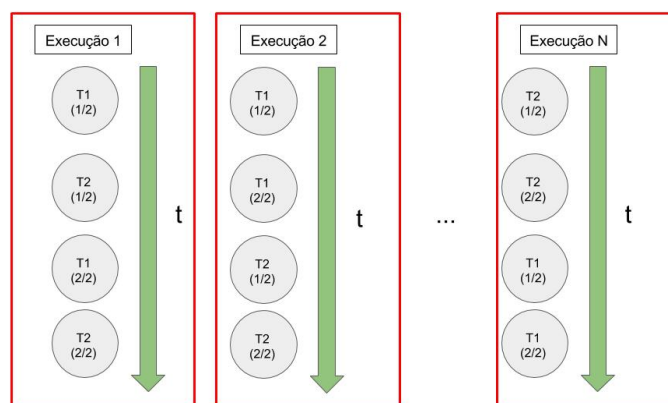 Execução 1
T1
(1/2)
T2
(1/2)
T1
(2/2)
T2
(2/2)
t
Execução 2
T1
(1/2)
T1
(2/2)
T2
(1/2)
T2
(2/2)
t
...
Execução N
T2
(1/2)
T2
(2/2)
T1
(1/2)
T1
(2/2)
t